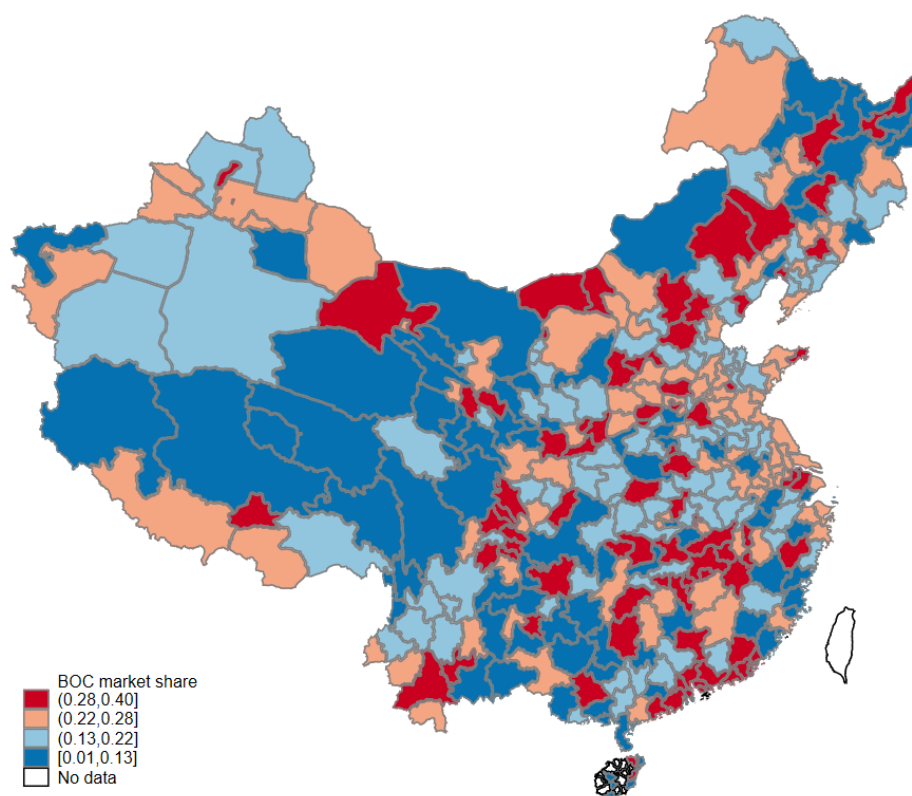 BOC market share
(0.28,0.40]
(0.22,0.28]
(0.13,0.22]
[0.01,0.13]
No data